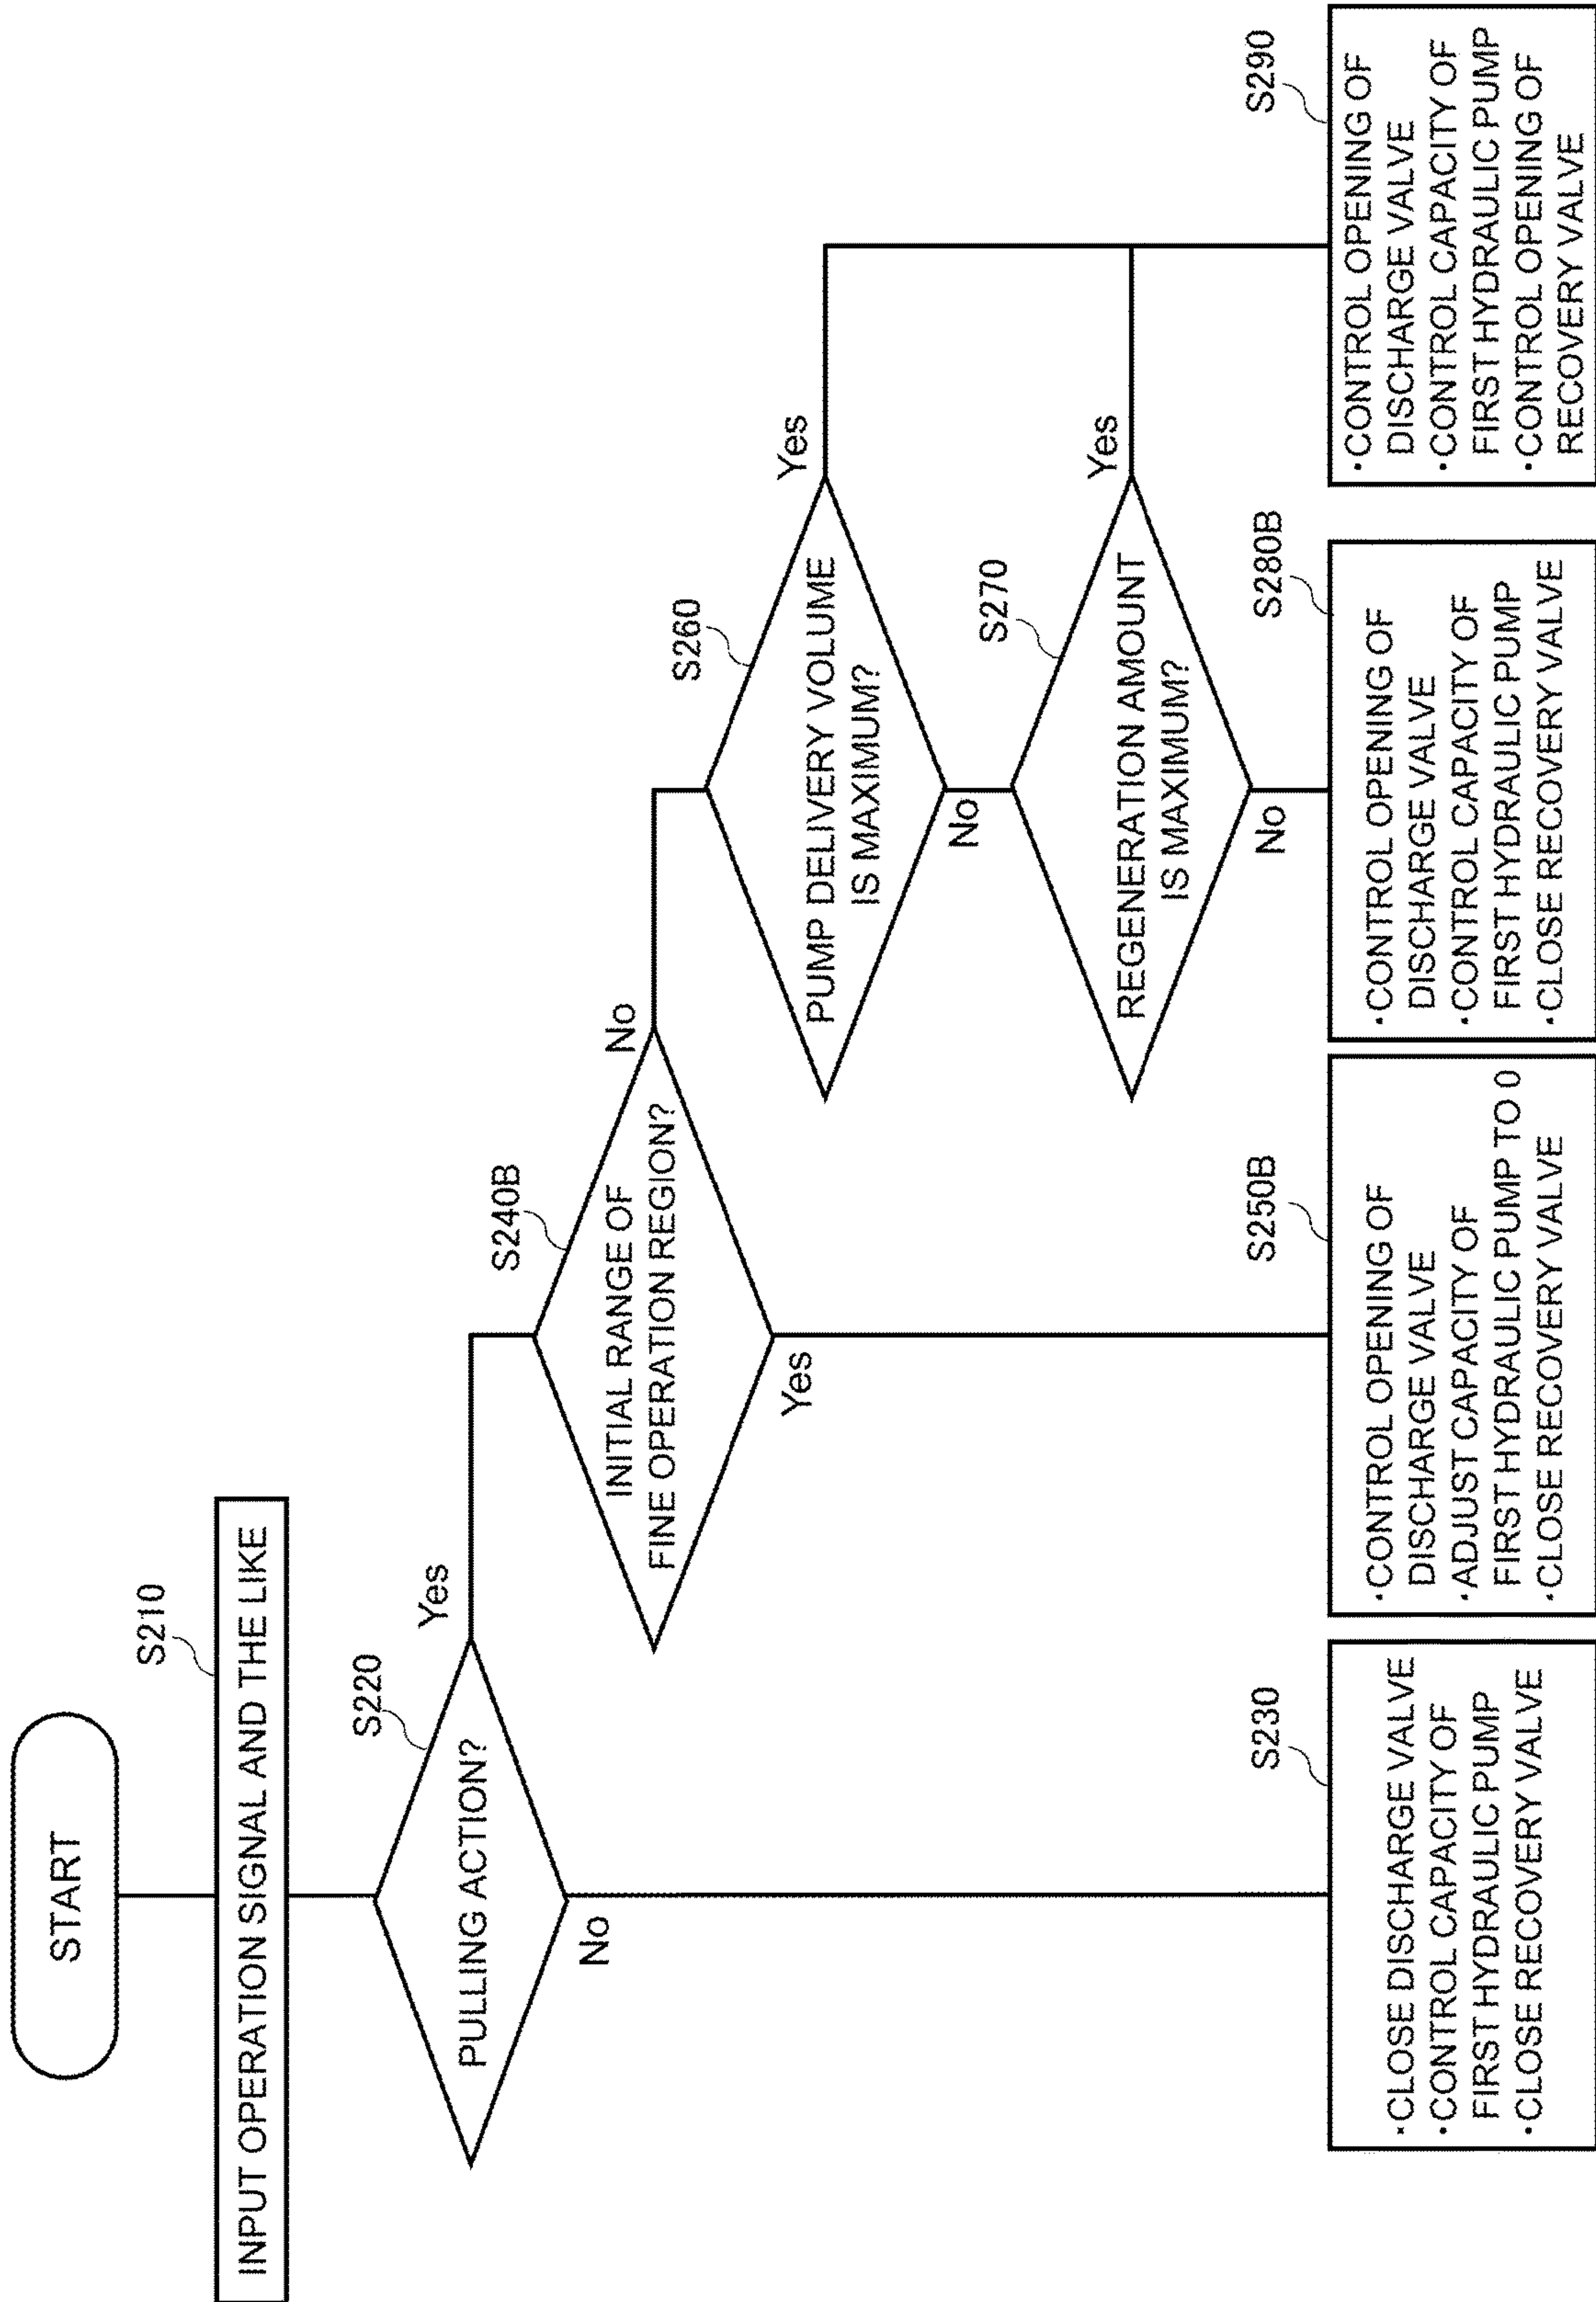 START
S210
INPUT OPERATION SIGNAL AND THE LIKE
S220
PULLING ACTION?
Yes
No
S240B
INITIAL RANGE OF
FINE OPERATION REGION?
No
Yes
S260
PUMP DELIVERY VOLUME
IS MAXIMUM?
Yes
No
S270
REGENERATION AMOUNT
IS MAXIMUM?
Yes
No
S230
・CLOSE DISCHARGE VALVE
・CONTROL CAPACITY OF
FIRST HYDRAULIC PUMP
・CLOSE RECOVERY VALVE
S250B
・CONTROL OPENING OF
DISCHARGE VALVE
・ADJUST CAPACITY OF
FIRST HYDRAULIC PUMP TO 0
・CLOSE RECOVERY VALVE
S280B
・CONTROL OPENING OF
DISCHARGE VALVE
・CONTROL CAPACITY OF
FIRST HYDRAULIC PUMP
・CLOSE RECOVERY VALVE
S290
・CONTROL OPENING OF
DISCHARGE VALVE
・CONTROL CAPACITY OF
FIRST HYDRAULIC PUMP
・CONTROL OPENING OF
RECOVERY VALVE